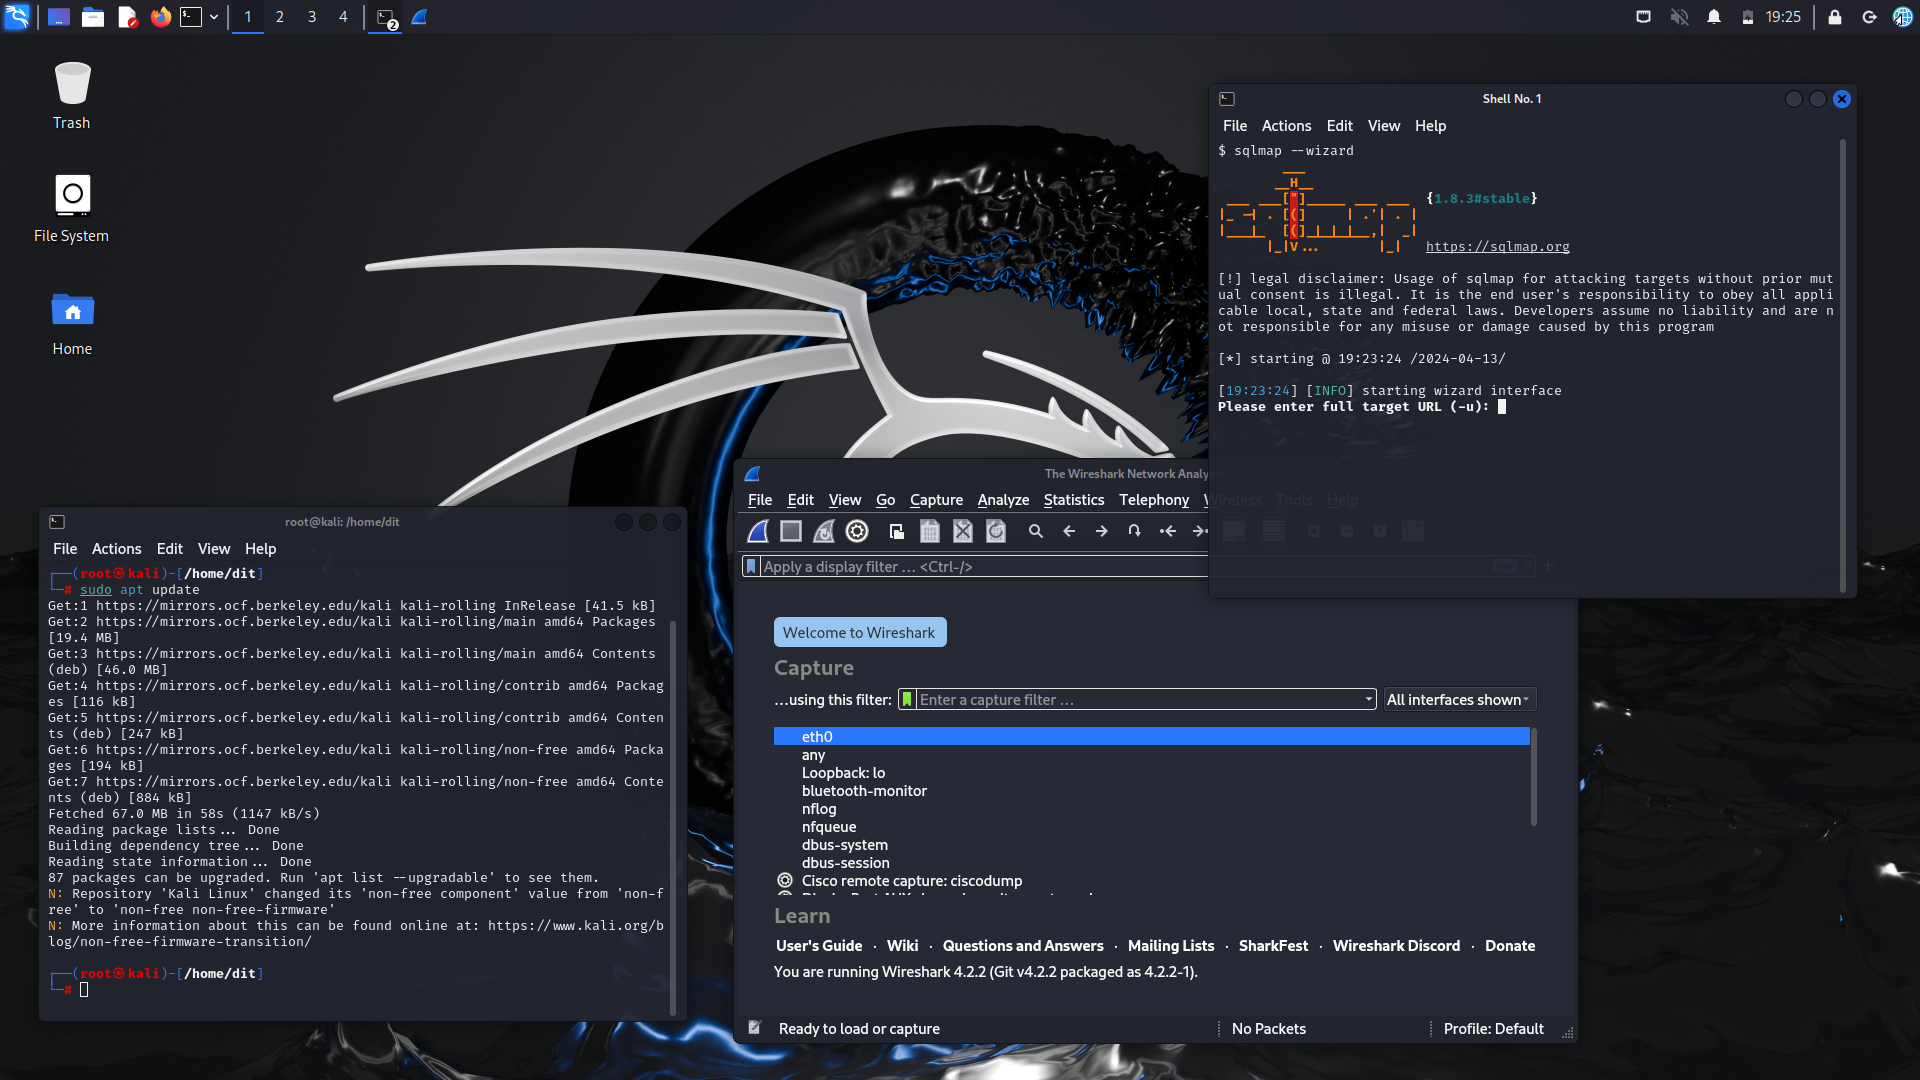 1 2 3 4 2 19:25
Trash
File System
Home
Shell No. 1
File Actions Edit View Help
$ sqlmap --wizard
{1.8.3#stable}
https://sqlmap.org
[!] legal disclaimer: Usage of sqlmap for attacking targets without prior mut
ual consent is illegal. It is the end user's responsibility to obey all appli
cable local, state and federal laws. Developers assume no liability and are n
ot responsible for any misuse or damage caused by this program
[*] starting @ 19:23:24 /2024-04-13/
[19:23:24] [INFO] starting wizard interface
Please enter full target URL (-u):
root@kali: /home/dit
File Actions Edit View Help
(root㉿kali)-[/home/dit]
# sudo apt update
Get:1 https://mirrors.ocf.berkeley.edu/kali kali-rolling InRelease [41.5 kB]
Get:2 https://mirrors.ocf.berkeley.edu/kali kali-rolling/main amd64 Packages
[19.4 MB]
Get:3 https://mirrors.ocf.berkeley.edu/kali kali-rolling/main amd64 Contents
(deb) [46.0 MB]
Get:4 https://mirrors.ocf.berkeley.edu/kali kali-rolling/contrib amd64 Packag
es [116 kB]
Get:5 https://mirrors.ocf.berkeley.edu/kali kali-rolling/contrib amd64 Conten
ts (deb) [247 kB]
Get:6 https://mirrors.ocf.berkeley.edu/kali kali-rolling/non-free amd64 Packa
ges [194 kB]
Get:7 https://mirrors.ocf.berkeley.edu/kali kali-rolling/non-free amd64 Conte
nts (deb) [884 kB]
Fetched 67.0 MB in 58s (1147 kB/s)
Reading package lists... Done
Building dependency tree... Done
Reading state information... Done
87 packages can be upgraded. Run 'apt list --upgradable' to see them.
N: Repository 'Kali Linux' changed its 'non-free component' value from 'non-f
ree' to 'non-free non-free-firmware'
N: More information about this can be found online at: https://www.kali.org/b
log/non-free-firmware-transition/
(root㉿kali)-[/home/dit]
#
The Wireshark Network Analy
File Edit View Go Capture Analyze Statistics Telephony Wireless Tools Help
Apply a display filter … <Ctrl-/>
Welcome to Wireshark
Capture
…using this filter: Enter a capture filter … All interfaces shown
eth0
any
Loopback: lo
bluetooth-monitor
nflog
nfqueue
dbus-system
dbus-session
Cisco remote capture: ciscodump
Learn
User's Guide · Wiki · Questions and Answers · Mailing Lists · SharkFest · Wireshark Discord · Donate
You are running Wireshark 4.2.2 (Git v4.2.2 packaged as 4.2.2-1).
Ready to load or capture No Packets Profile: Default